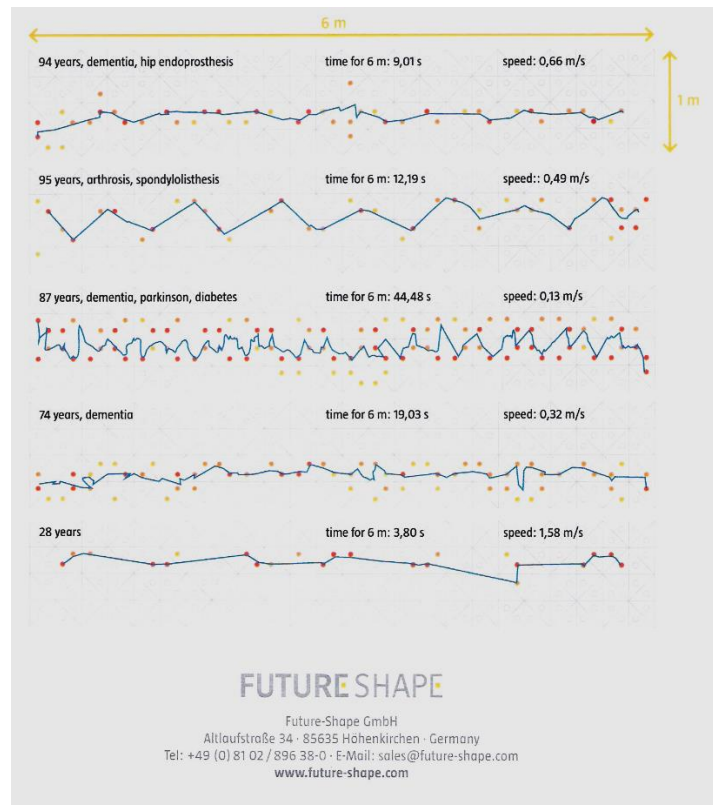 6 m
94 years, dementia, hip endoprosthesis time for 6 m: 9,01 s speed: 0,66 m/s
1 m
95 years, arthrosis, spondylolisthesis time for 6 m: 12,19 s speed:: 0,49 m/s
87 years, dementia, parkinson, diabetes time for 6 m: 44,48 s speed: 0,13 m/s
74 years, dementia time for 6 m: 19,03 s speed: 0,32 m/s
28 years time for 6 m: 3,80 s speed: 1,58 m/s
FUTURE SHAPE
Future-Shape GmbH
Altlaufstraße 34 · 85635 Höhenkirchen · Germany
Tel: +49 (0) 81 02 / 896 38-0 · E-Mail: sales@future-shape.com
www.future-shape.com